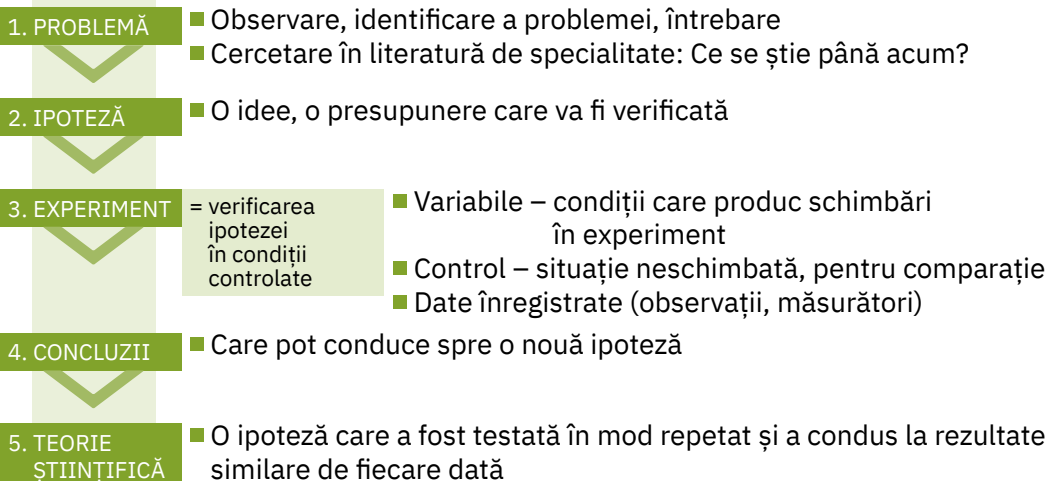 1. PROBLEMĂ
■ Observare, identificare a problemei, întrebare
■ Cercetare în literatură de specialitate: Ce se știe până acum?
2. IPOTEZĂ
■ O idee, o presupunere care va fi verificată
3. EXPERIMENT
= verificarea
ipotezei
în condiții
controlate
■ Variabile – condiții care produc schimbări
în experiment
■ Control – situație neschimbată, pentru comparație
■ Date înregistrate (observații, măsurători)
4. CONCLUZII
■ Care pot conduce spre o nouă ipoteză
5. TEORIE
ȘTIINȚIFICĂ
■ O ipoteză care a fost testată în mod repetat și a condus la rezultate
similare de fiecare dată